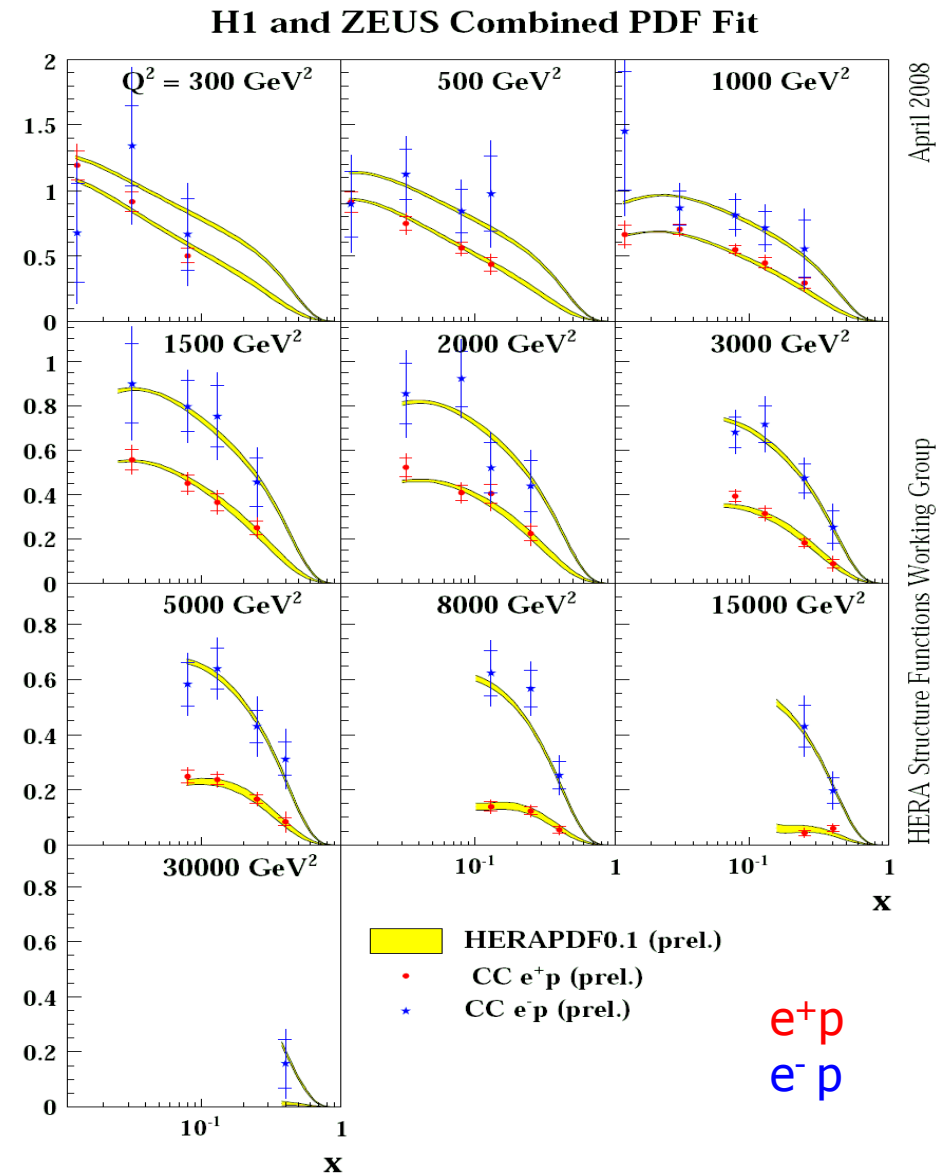 H1 and ZEUS Combined PDF Fit
April 2008
HERA Structure Functions Working Group
2
1.5
1
0.5
0
Q² = 300 GeV²
500 GeV²
1000 GeV²
1
0.8
0.6
0.4
0.2
0
1500 GeV²
2000 GeV²
3000 GeV²
0.8
0.6
0.4
0.2
0
5000 GeV²
8000 GeV²
15000 GeV²
10⁻¹ 1
10⁻¹ 1
x
0.8
0.6
0.4
0.2
0
30000 GeV²
10⁻¹ 1
x
HERAPDF0.1 (prel.)
CC e⁺p (prel.)
CC e⁻p (prel.)
e⁺p
e⁻ p